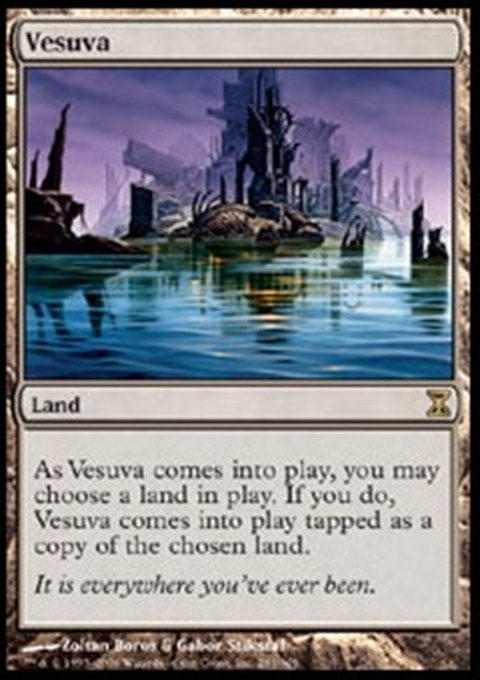 Vesuva
Land
As Vesuva comes into play, you may
choose a land in play. If you do,
Vesuva comes into play tapped as a
copy of the chosen land.
It is everywhere you've ever been.
Zoltan Boros & Gabor Szikszai